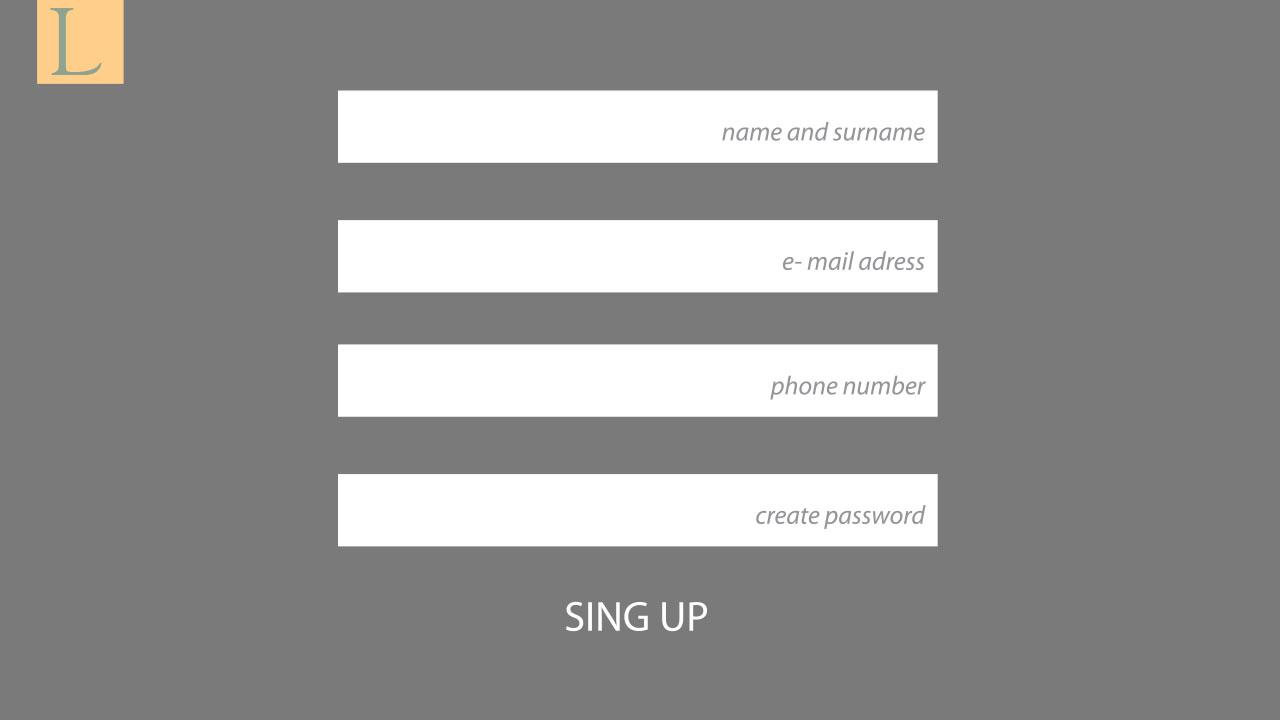 L
name and surname
e- mail adress
phone number
create password
SING UP